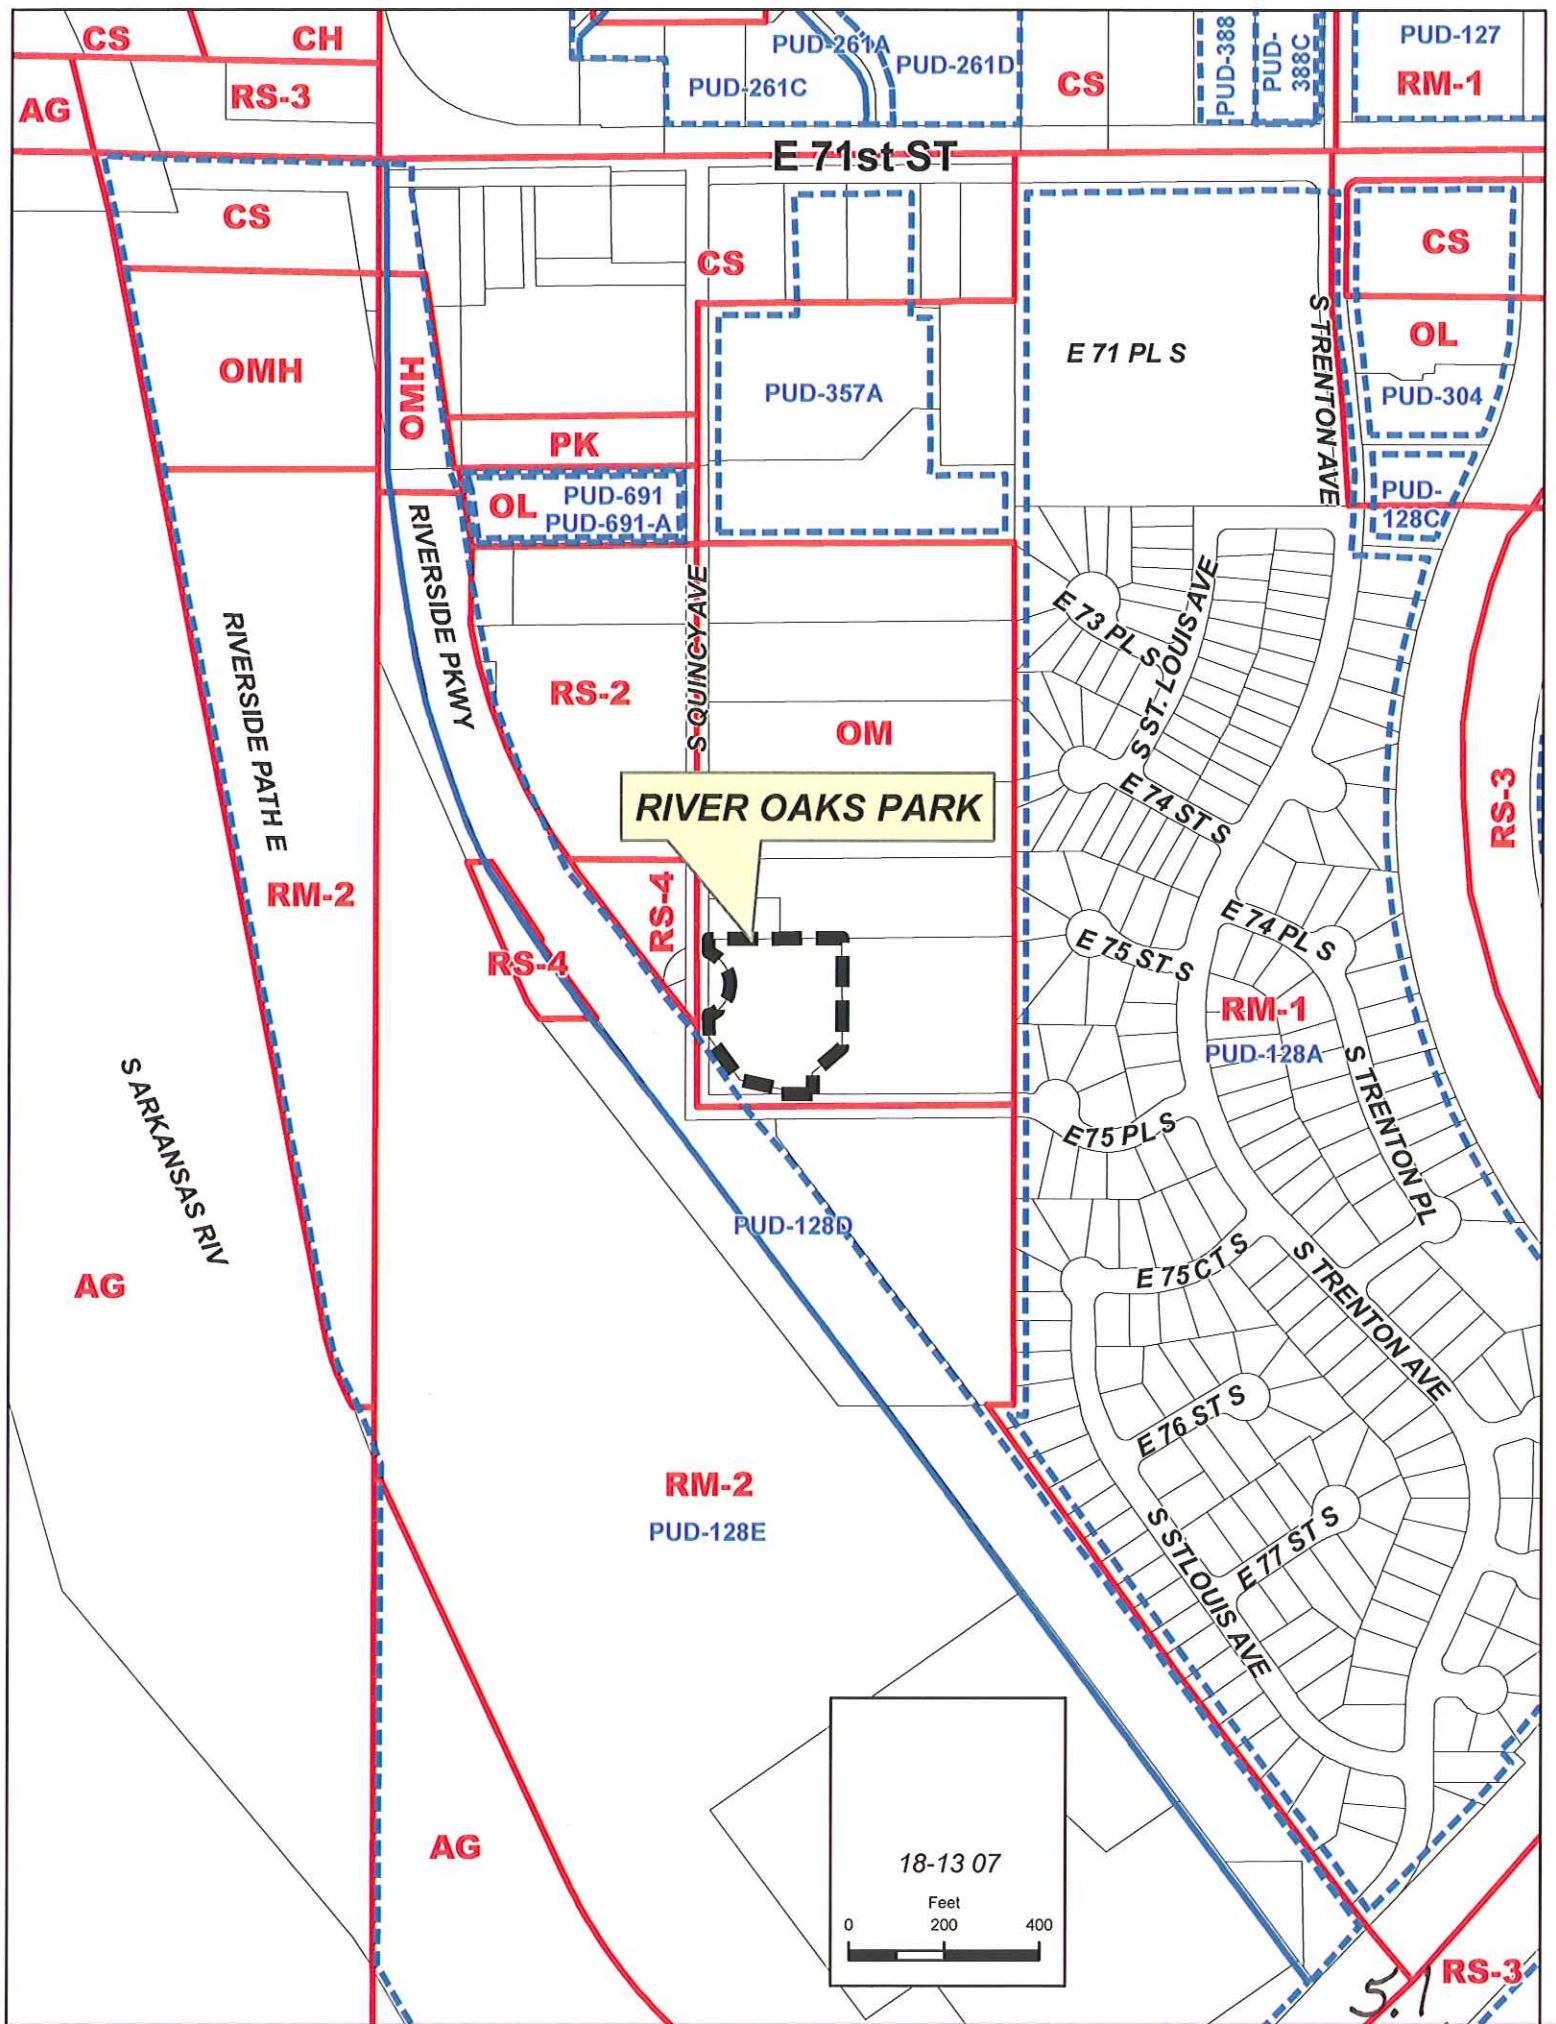 CS
CH
PUD-261A
PUD-261C
PUD-261D
CS
PUD-388
PUD-
388C
PUD-127
RM-1
AG
RS-3
E 71st ST
CS
CS
CS
OMH
OMH
PUD-357A
E 71 PL S
S TRENTON AVE
OL
PUD-304
PK
OL
PUD-691
PUD-691-A
PUD-
128C
RIVERSIDE PKWY
S QUINCY AVE
E 73 PL S
S ST. LOUIS AVE
RIVERSIDE PATH E
RS-2
OM
RIVER OAKS PARK
E 74 ST S
RS-3
RM-2
RS-4
RS-4
E 74 PL S
E 75 ST S
RM-1
PUD-128A
S TRENTON PL
E 75 PL S
S ARKANSAS RIV
PUD-128D
AG
E 75 CT S
S TRENTON AVE
E 76 ST S
RM-2
PUD-128E
S ST LOUIS AVE
E 77 ST S
AG
18-13 07
Feet
0 200 400
RS-3
5.1